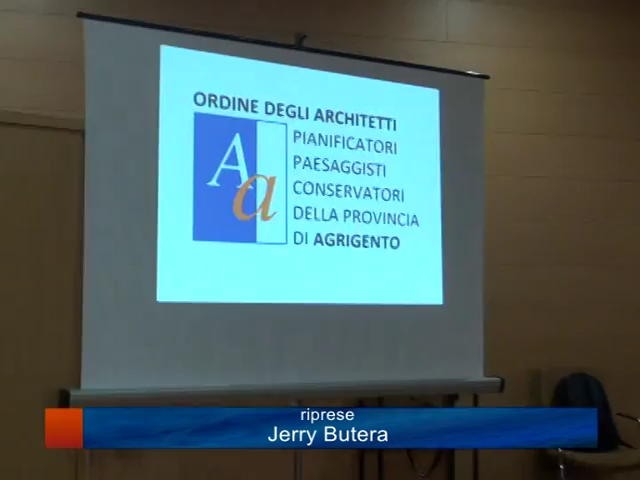 ORDINE DEGLI ARCHITETTI
Aa
PIANIFICATORI
PAESAGGISTI
CONSERVATORI
DELLA PROVINCIA
DI AGRIGENTO
riprese
Jerry Butera